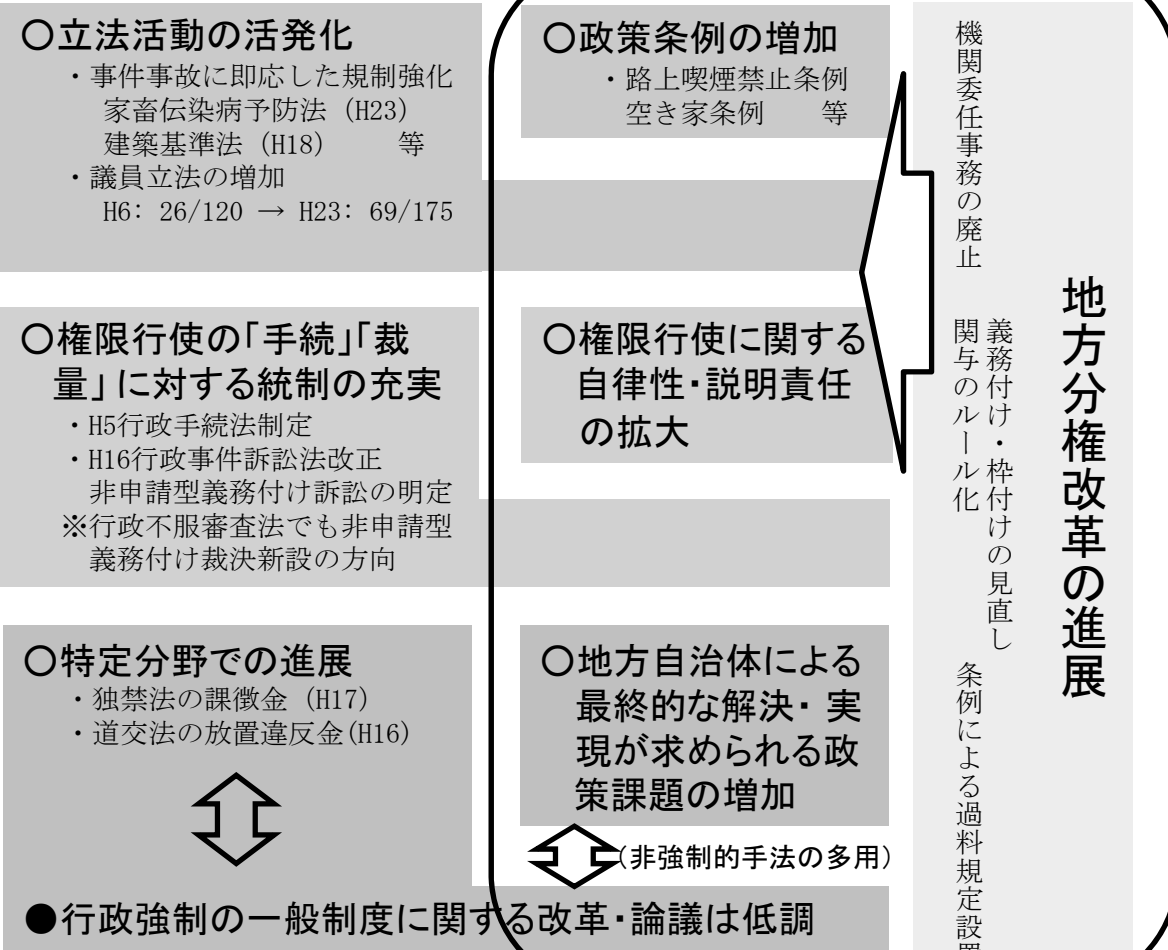 ○立法活動の活発化
・事件事故に即応した規制強化
家畜伝染病予防法 (H23)
建築基準法 (H18) 等
・議員立法の増加
H6: 26/120 → H23: 69/175
○政策条例の増加
・路上喫煙禁止条例
空き家条例 等
○権限行使の「手続」「裁
量」に対する統制の充実
・H5行政手続法制定
・H16行政事件訴訟法改正
非申請型義務付け訴訟の明定
※行政不服審査法でも非申請型
義務付け裁決新設の方向
○権限行使に関する
自律性・説明責任
の拡大
○特定分野での進展
・独禁法の課徴金 (H17)
・道交法の放置違反金(H16)
○地方自治体による
最終的な解決・ 実
現が求められる政
策課題の増加
(非強制的手法の多用)
●行政強制の一般制度に関する改革・論議は低調
地方分権改革の進展
機関委任事務の廃止
義務付け・枠付けの見直し
関与のルール化
条例による過料規定設